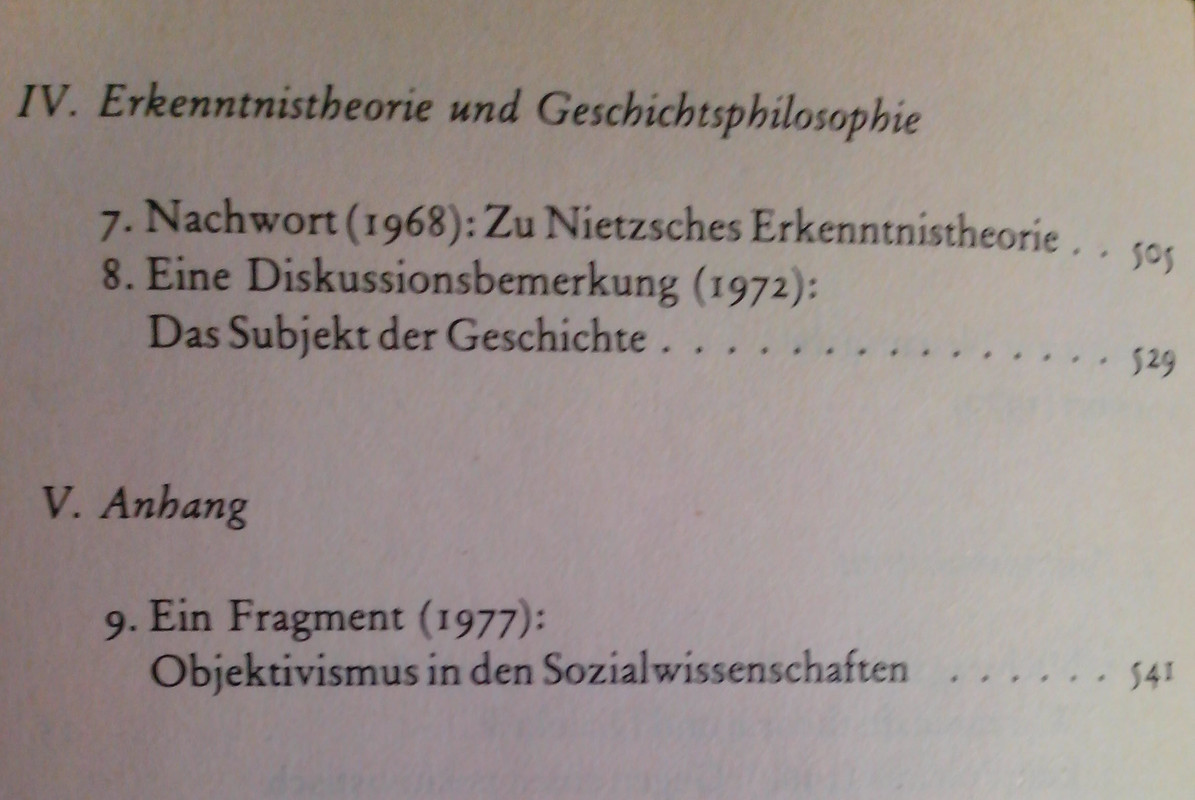 IV. Erkenntnistheorie und Geschichtsphilosophie
7. Nachwort (1968): Zu Nietzsches Erkenntnistheorie . . 505
8. Eine Diskussionsbemerkung (1972):
Das Subjekt der Geschichte . . . . . . . . . . . . . . . 529
V. Anhang
9. Ein Fragment (1977):
Objektivismus in den Sozialwissenschaften . . . . . . 541